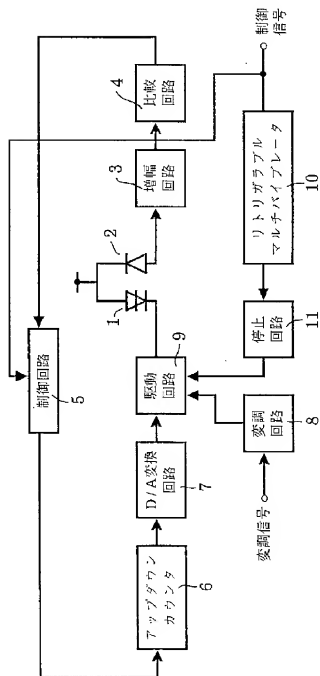 制御
信号
4
比較
回路
3
増幅
回路
リトリガラブル
マルチバイブレータ
10
2
1
停止
回路
11
制御回路
5
駆動
回路
9
変調
回路
8
D/A変換
回路
7
変調信号
アップダウン
カウンタ
6